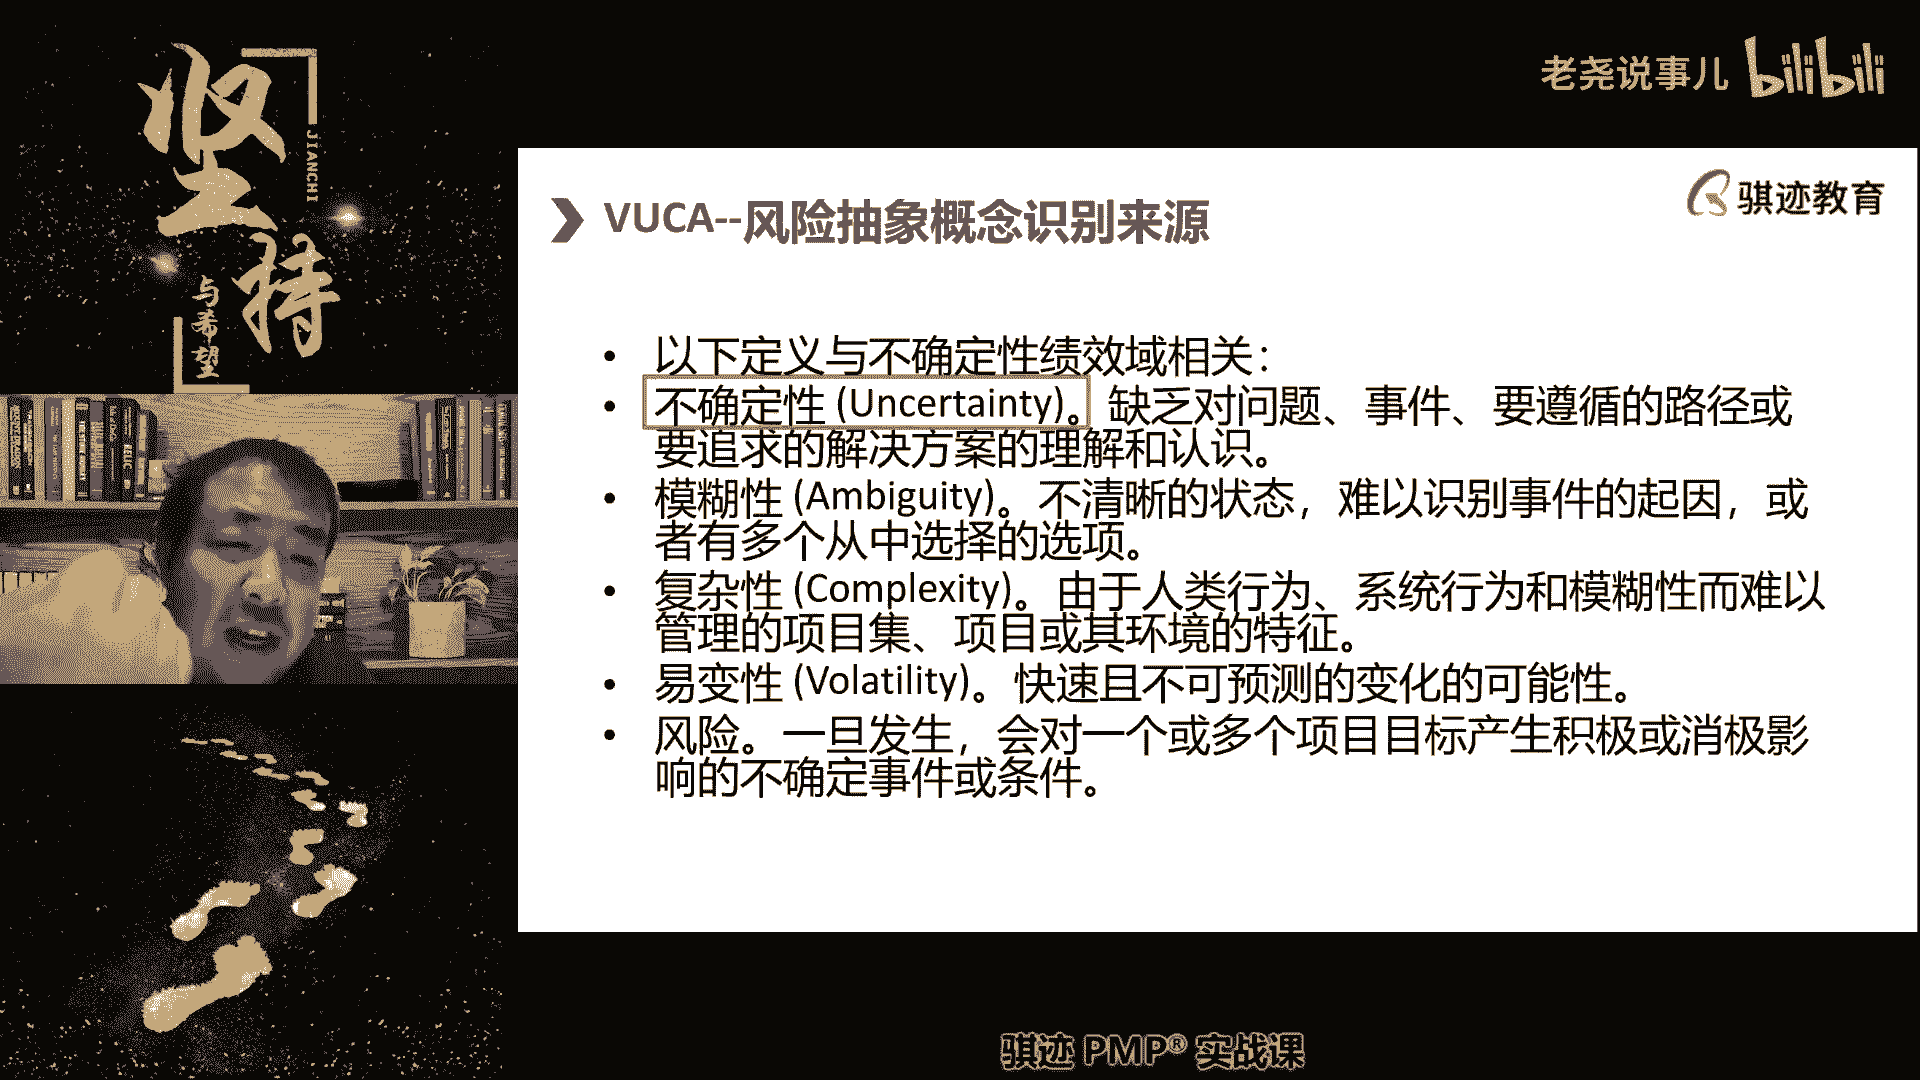 坚持
JIANCHI
与希望
老尧说事儿 bilibili
骐迹教育
VUCA--风险抽象概念识别来源
• 以下定义与不确定性绩效域相关：
• 不确定性 (Uncertainty)。缺乏对问题、事件、要遵循的路径或
要追求的解决方案的理解和认识。
• 模糊性 (Ambiguity)。不清晰的状态，难以识别事件的起因，或
者有多个从中选择的选项。
• 复杂性 (Complexity)。由于人类行为、系统行为和模糊性而难以
管理的项目集、项目或其环境的特征。
• 易变性 (Volatility)。快速且不可预测的变化的可能性。
• 风险。一旦发生，会对一个或多个项目目标产生积极或消极影
响的不确定事件或条件。
骐迹 PMP® 实战课